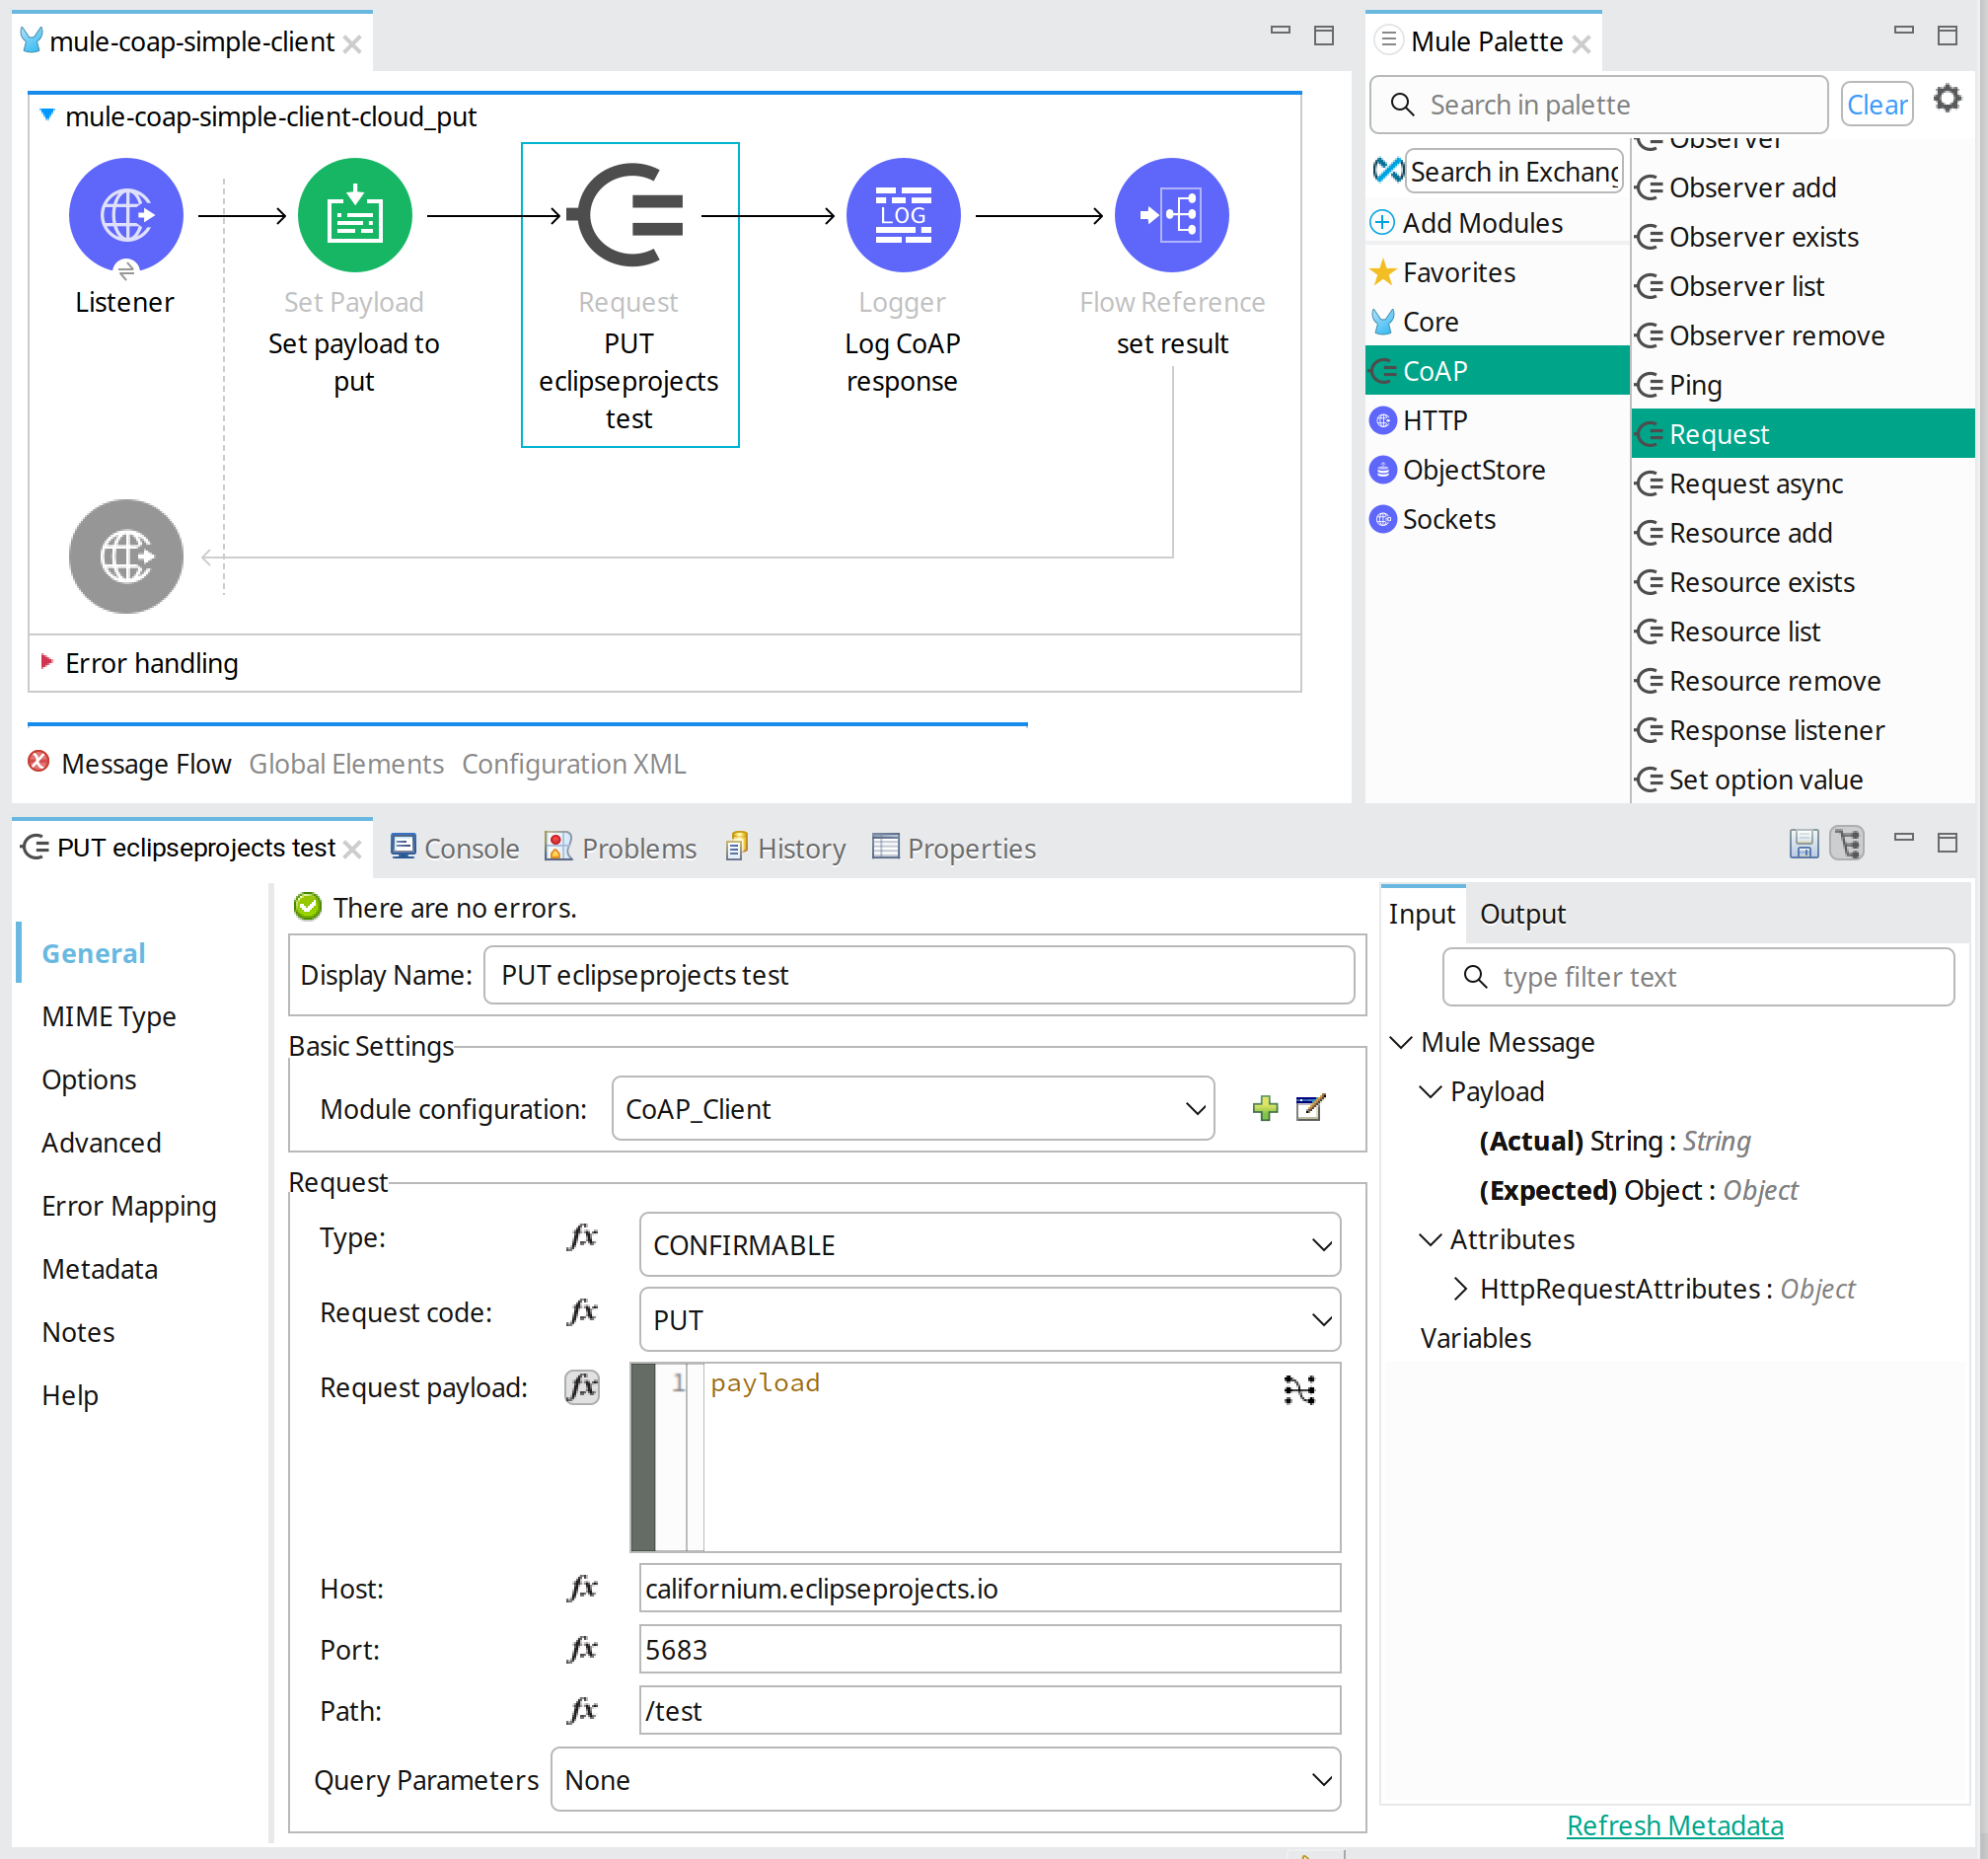 mule-coap-simple-client
mule-coap-simple-client-cloud_put
Listener
Set Payload
Set payload to
put
Request
PUT
eclipseprojects
test
LOG
Logger
Log CoAP
response
Flow Reference
set result
Error handling
Message Flow
Global Elements
Configuration XML
Mule Palette
Search in palette
Clear
Search in Exchang
Add Modules
Favorites
Core
CoAP
HTTP
ObjectStore
Sockets
Observer
Observer add
Observer exists
Observer list
Observer remove
Ping
Request
Request async
Resource add
Resource exists
Resource list
Resource remove
Response listener
Set option value
PUT eclipseprojects test
Console
Problems
History
Properties
General
MIME Type
Options
Advanced
Error Mapping
Metadata
Notes
Help
There are no errors.
Display Name: PUT eclipseprojects test
Basic Settings
Module configuration: CoAP_Client
Request
Type: fx CONFIRMABLE
Request code: fx PUT
Request payload: fx 1 payload
Host: fx californium.eclipseprojects.io
Port: fx 5683
Path: fx /test
Query Parameters None
Input Output
type filter text
Mule Message
Payload
(Actual) String : String
(Expected) Object : Object
Attributes
HttpRequestAttributes : Object
Variables
Refresh Metadata